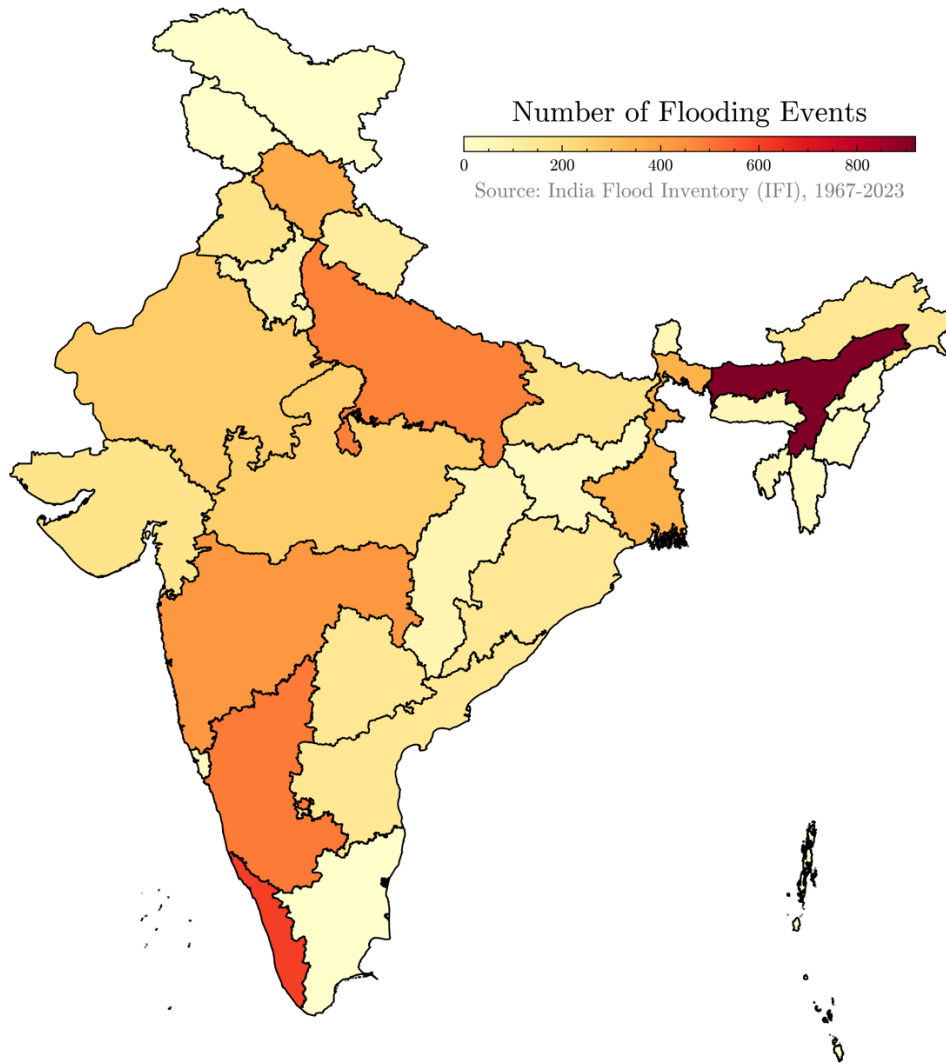 Number of Flooding Events
0 200 400 600 800
Source: India Flood Inventory (IFI), 1967-2023